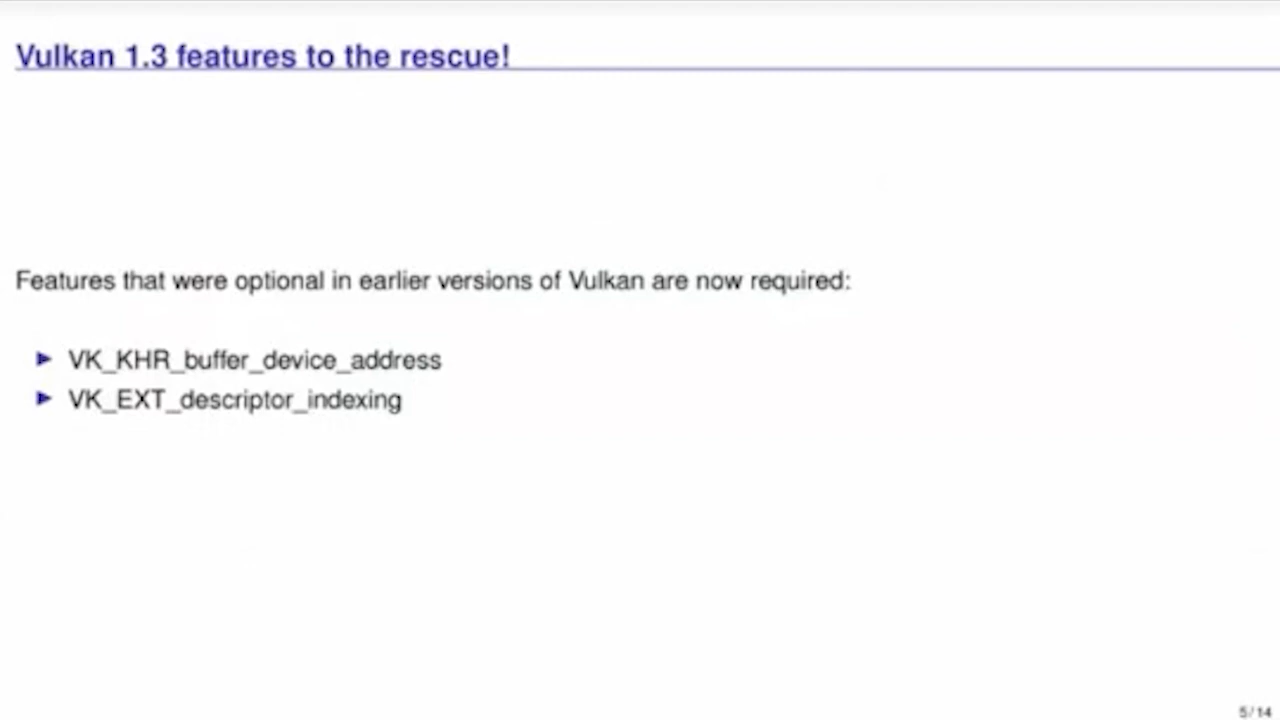 Vulkan 1.3 features to the rescue!
Features that were optional in earlier versions of Vulkan are now required:
VK_KHR_buffer_device_address
VK_EXT_descriptor_indexing
5/14